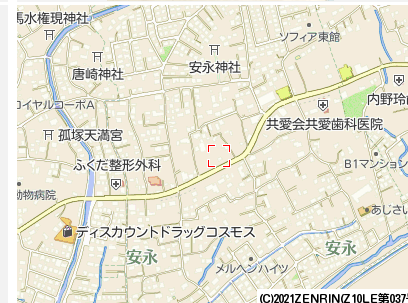 馬水権現神社
ソフィア東館
唐崎神社
安永神社
ロイヤルコーポA
内野玲
共愛会共愛歯科医院
孤塚天満宮
ふくだ整形外科
B1マンション
動物病院
あじさい
ディスカウントドラッグコスモス
安永
安永
メルヘンハイツ
(C)2021ZENRIN(Z10LE第037